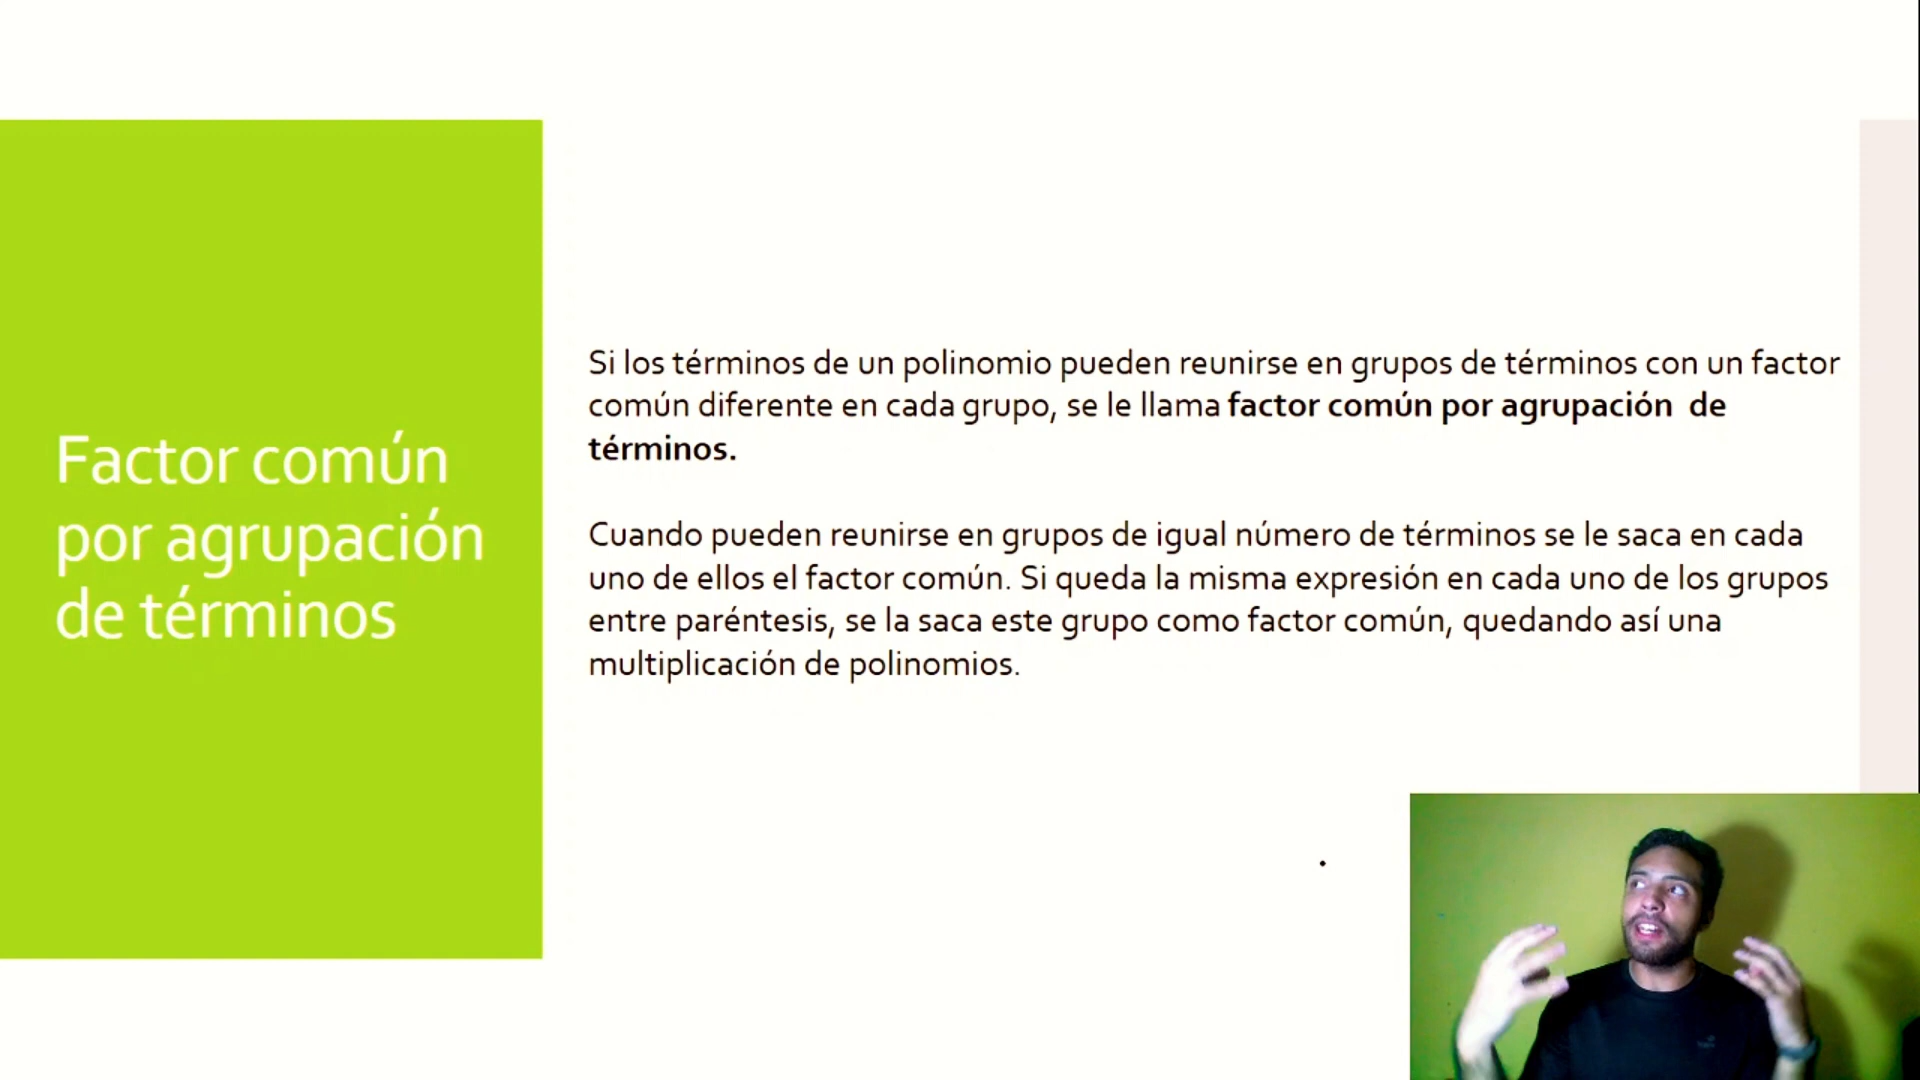 Factor común
por agrupación
de términos
Si los términos de un polinomio pueden reunirse en grupos de términos con un factor
común diferente en cada grupo, se le llama factor común por agrupación de
términos.
Cuando pueden reunirse en grupos de igual número de términos se le saca en cada
uno de ellos el factor común. Si queda la misma expresión en cada uno de los grupos
entre paréntesis, se la saca este grupo como factor común, quedando así una
multiplicación de polinomios.